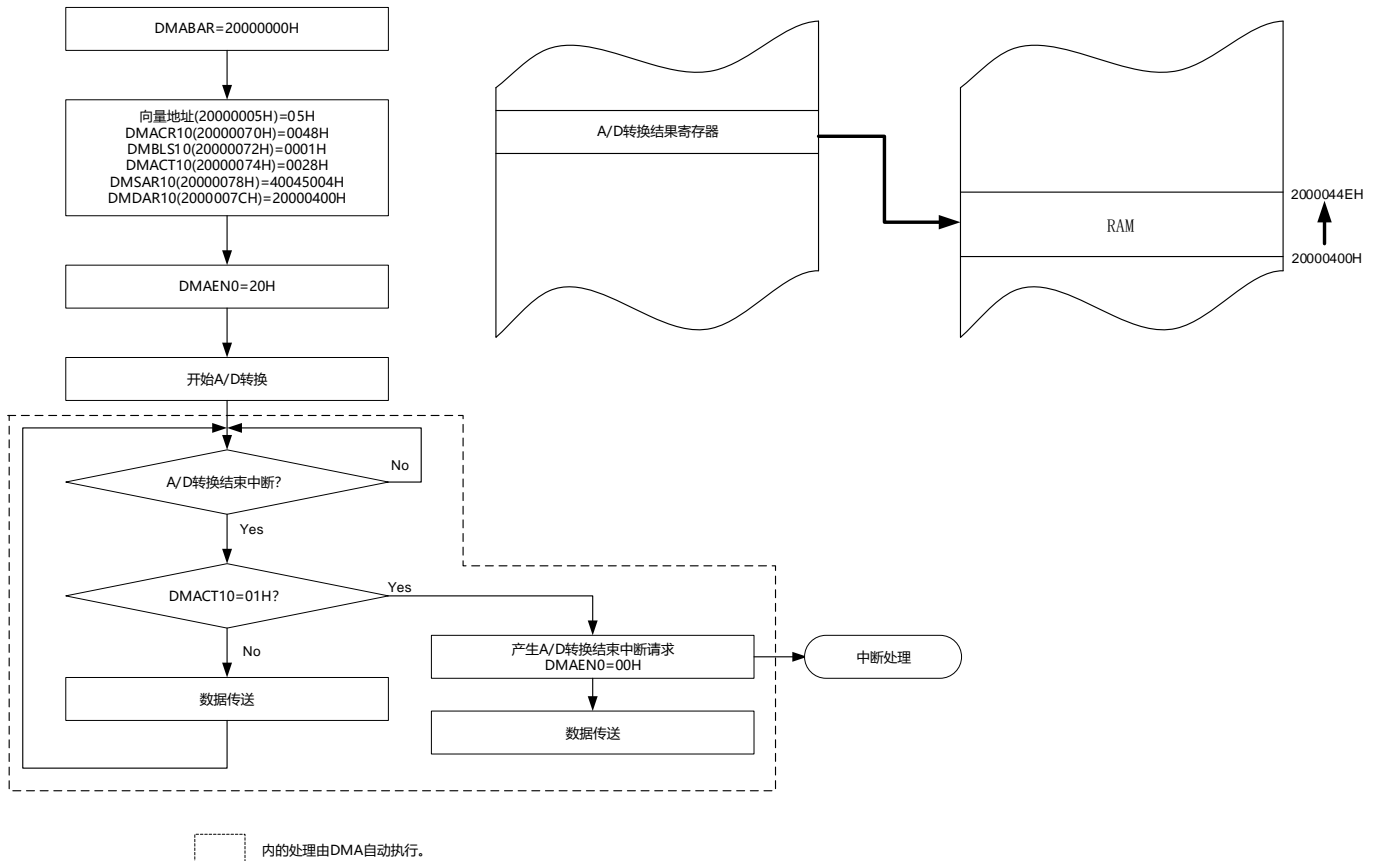 DMABAR=20000000H
向量地址(20000005H)=05H
DMACR10(20000070H)=0048H
DMBLS10(20000072H)=0001H
DMACT10(20000074H)=0028H
DMSAR10(20000078H)=40045004H
DMDAR10(2000007CH)=20000400H
DMAEN0=20H
开始A/D转换
A/D转换结束中断?
No
Yes
DMACT10=01H?
Yes
No
数据传送
产生A/D转换结束中断请求
DMAEN0=00H
数据传送
中断处理
A/D转换结果寄存器
RAM
2000044EH
20000400H
内的处理由DMA自动执行。